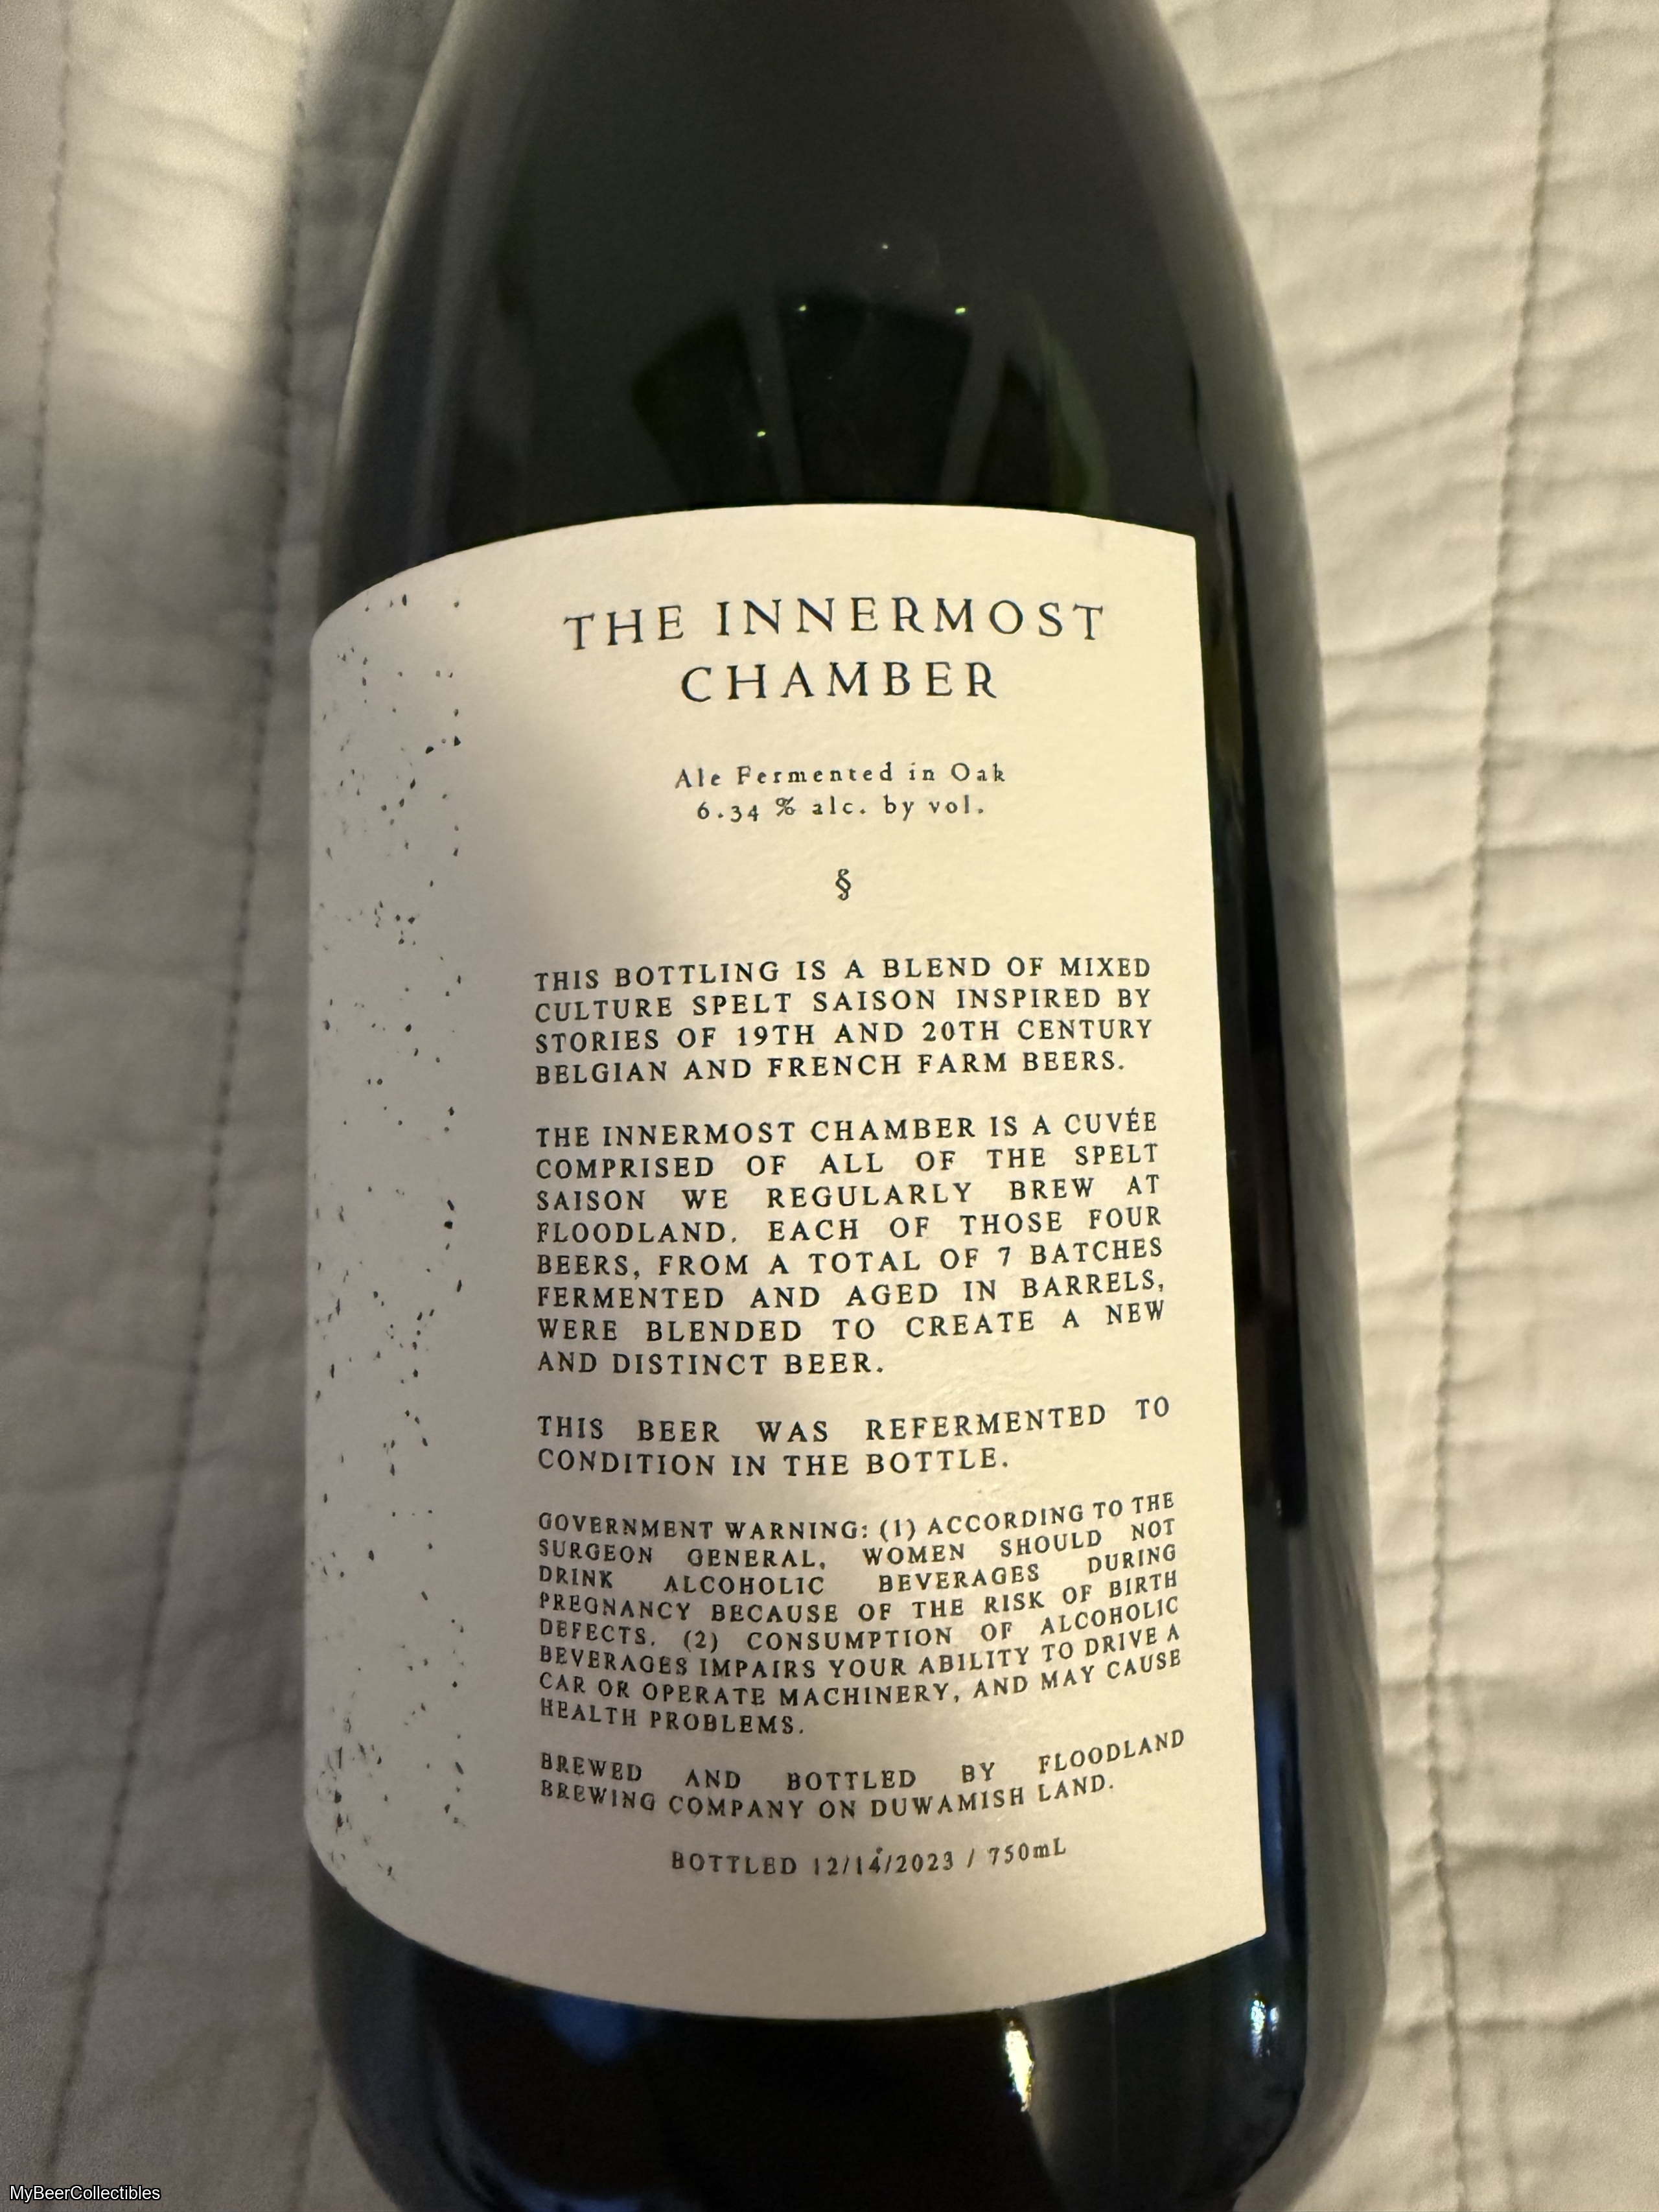 THE INNERMOST
CHAMBER
Ale Fermented in Oak
6.34 % alc. by vol.
§
THIS BOTTLING IS A BLEND OF MIXED
CULTURE SPELT SAISON INSPIRED BY
STORIES OF 19TH AND 20TH CENTURY
BELGIAN AND FRENCH FARM BEERS.
THE INNERMOST CHAMBER IS A CUVÉE
COMPRISED OF ALL OF THE SPELT
SAISON WE REGULARLY BREW AT
FLOODLAND. EACH OF THOSE FOUR
BEERS, FROM A TOTAL OF 7 BATCHES
FERMENTED AND AGED IN BARRELS,
WERE BLENDED TO CREATE A NEW
AND DISTINCT BEER.
THIS BEER WAS REFERMENTED TO
CONDITION IN THE BOTTLE.
GOVERNMENT WARNING: (1) ACCORDING TO THE
SURGEON GENERAL, WOMEN SHOULD NOT
DRINK ALCOHOLIC BEVERAGES DURING
PREGNANCY BECAUSE OF THE RISK OF BIRTH
DEFECTS. (2) CONSUMPTION OF ALCOHOLIC
BEVERAGES IMPAIRS YOUR ABILITY TO DRIVE A
CAR OR OPERATE MACHINERY, AND MAY CAUSE
HEALTH PROBLEMS.
BREWED AND BOTTLED BY FLOODLAND
BREWING COMPANY ON DUWAMISH LAND.
BOTTLED 12/14/2023 / 750mL
MyBeerCollectibles